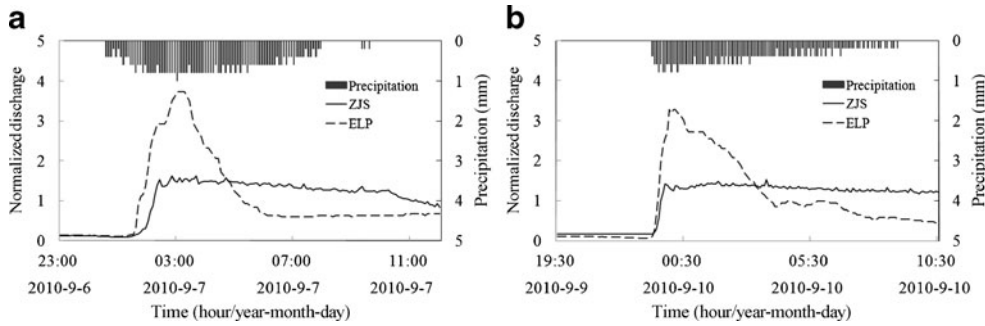 a
Normalized discharge
5
4
3
2
1
0
0
1
2
3
4
5
Precipitation (mm)
Precipitation
ZJS
ELP
23:00
03:00
07:00
11:00
2010-9-6
2010-9-7
2010-9-7
2010-9-7
Time (hour/year-month-day)
b
Normalized discharge
5
4
3
2
1
0
0
1
2
3
4
5
Precipitation (mm)
Precipitation
ZJS
ELP
19:30
00:30
05:30
10:30
2010-9-9
2010-9-10
2010-9-10
2010-9-10
Time (hour/year-month-day)